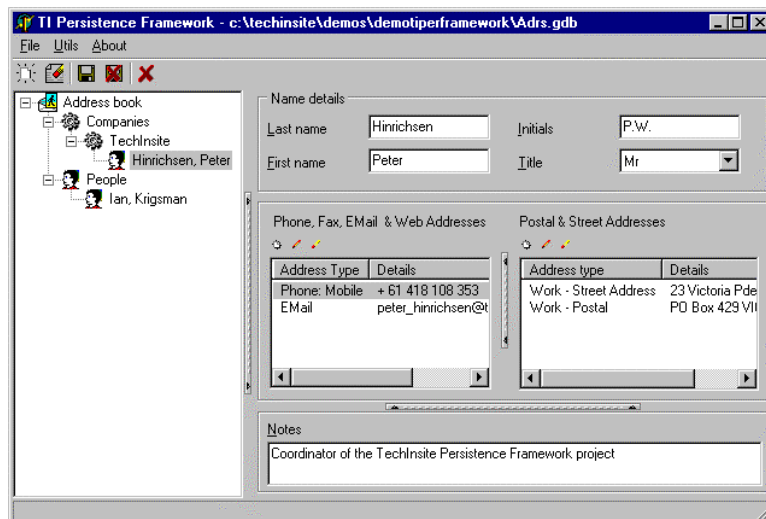 TI Persistence Framework - c:\techinsite\demos\demotiperframework\Adrs.gdb
File Utils About
Address book
Companies
TechInsite
Hinrichsen, Peter
People
Ian, Krigsman
Name details
Last name Hinrichsen Initials P.W.
First name Peter Title Mr
Phone, Fax, EMail & Web Addresses
Address Type Details
Phone: Mobile + 61 418 108 353
EMail peter_hinrichsen@t
Postal & Street Addresses
Address type Details
Work - Street Address 23 Victoria Pde
Work - Postal PO Box 429 VI
Notes
Coordinator of the TechInsite Persistence Framework project